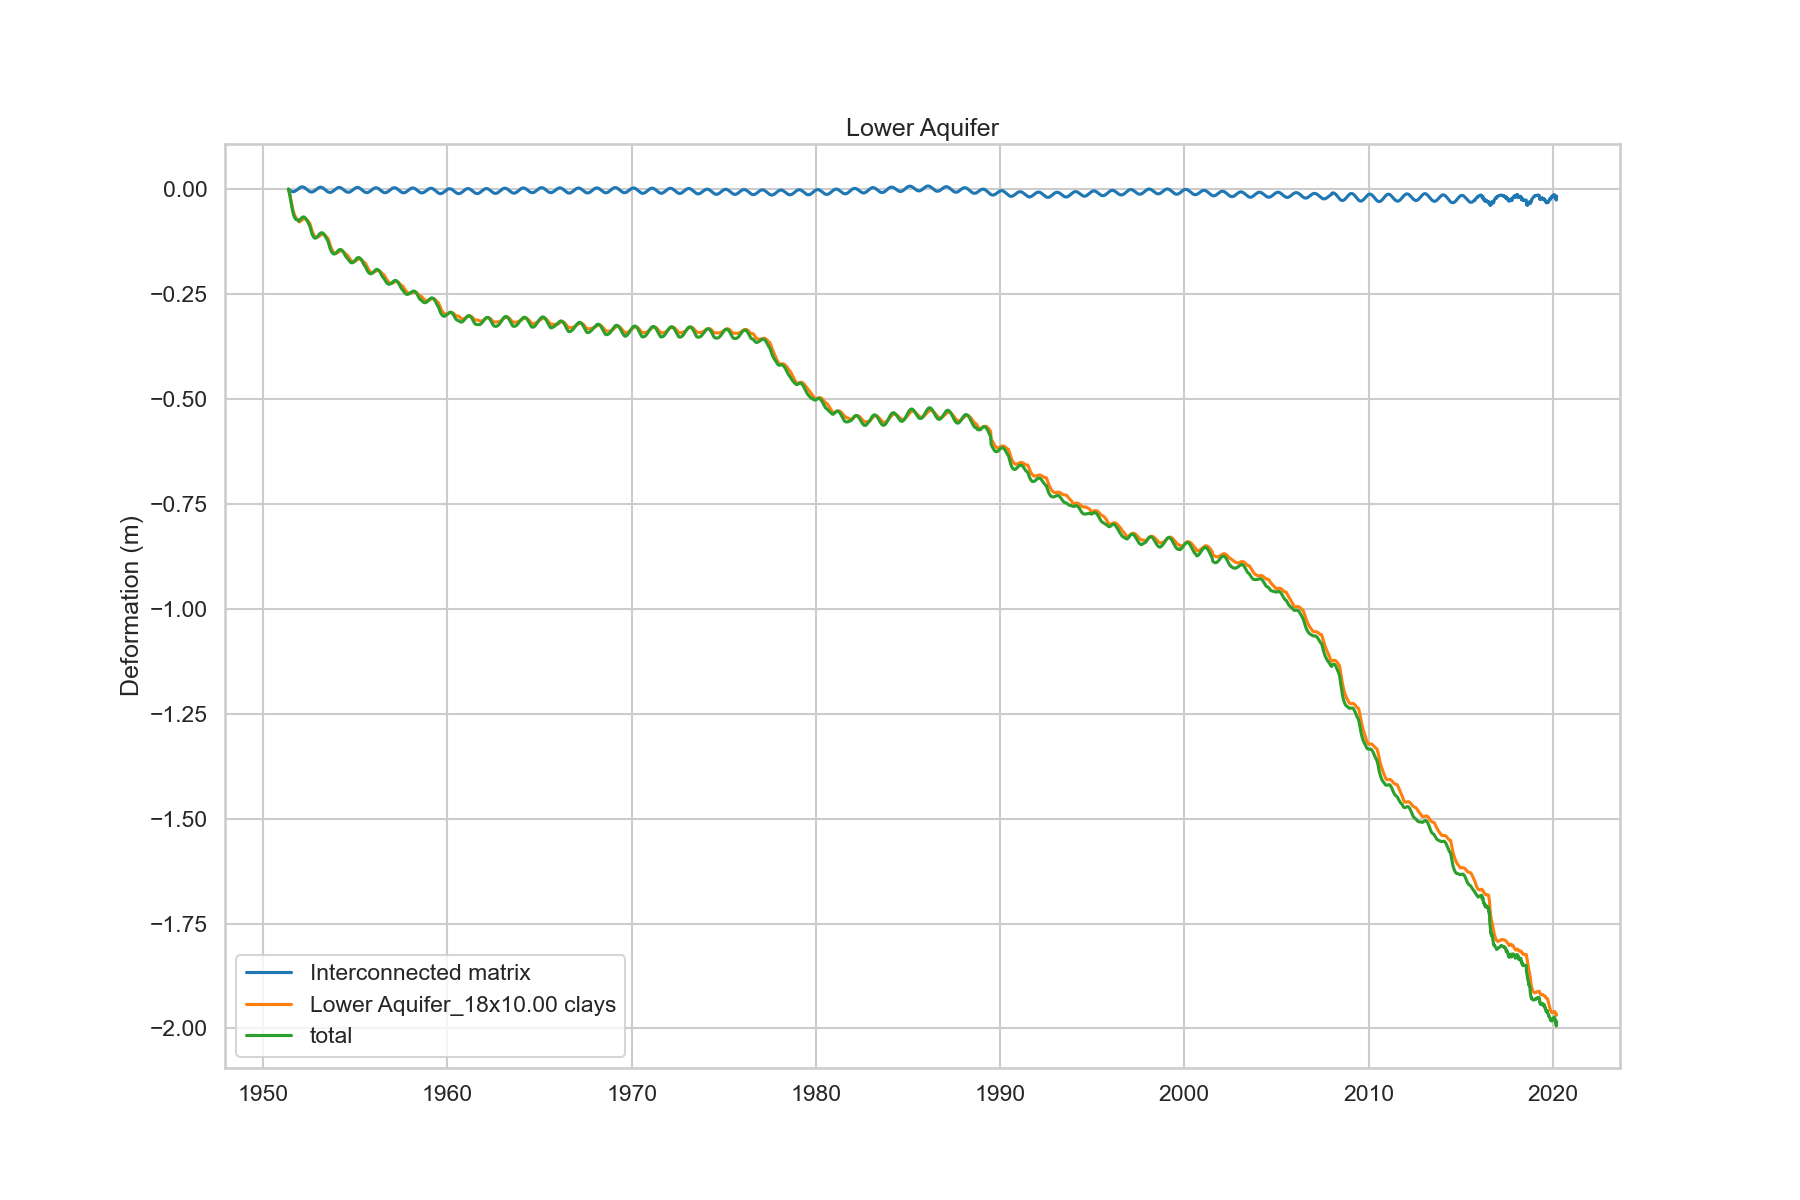 Lower Aquifer
Deformation (m)
0.00
−0.25
−0.50
−0.75
−1.00
−1.25
−1.50
−1.75
−2.00
Interconnected matrix
Lower Aquifer_18x10.00 clays
total
1950 1960 1970 1980 1990 2000 2010 2020